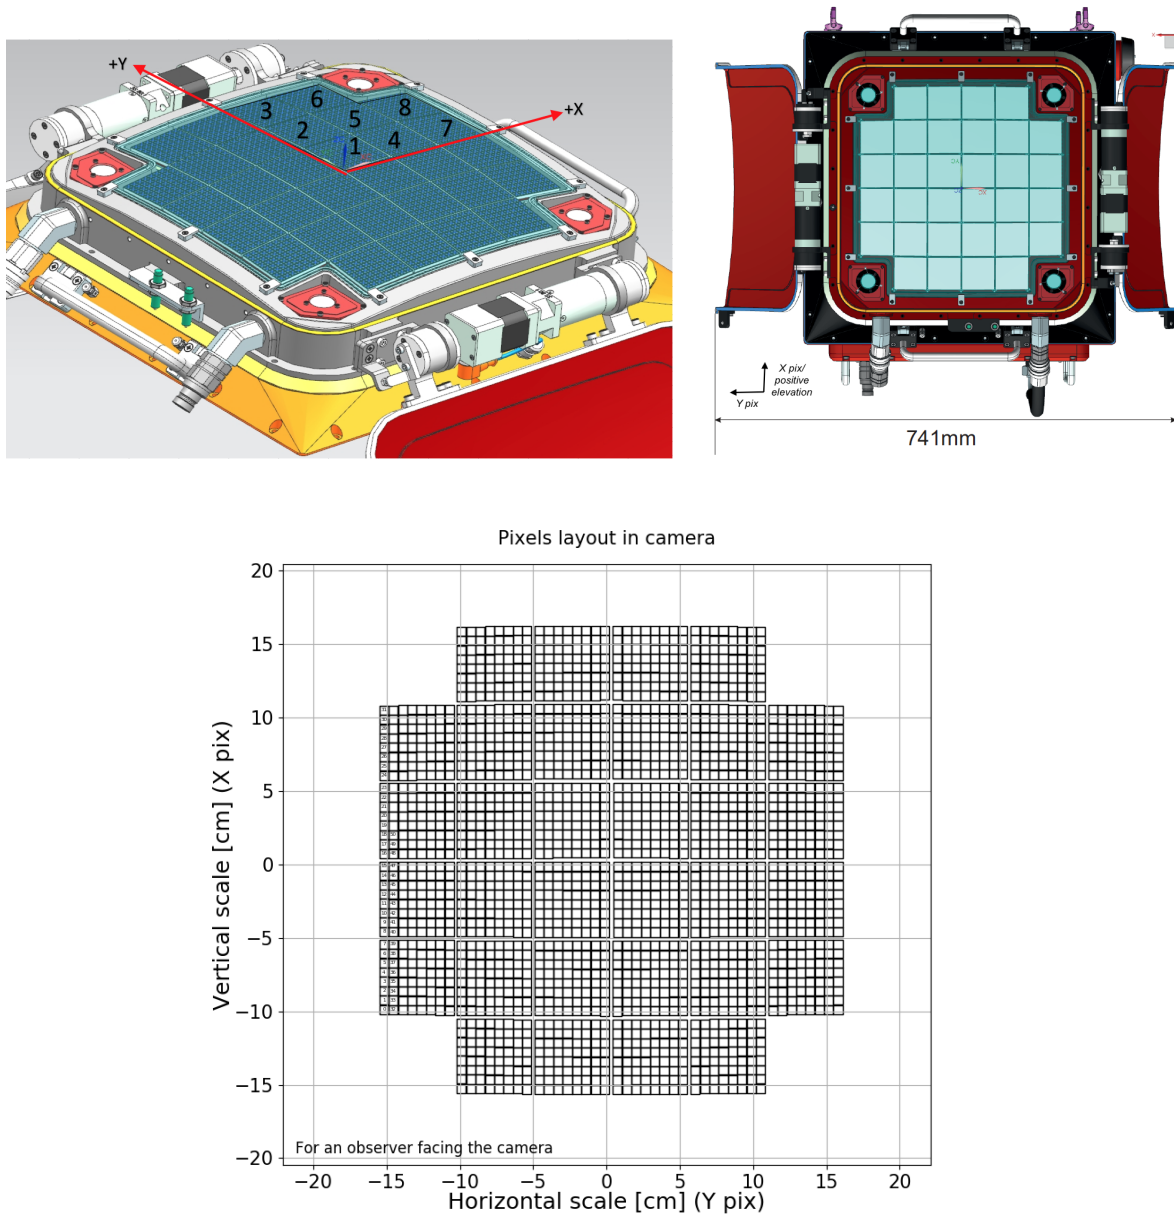 +Y
+X
3
6
8
2
5
7
1
4
X pix/
positive
elevation
Y pix
741mm
Pixels layout in camera
20
15
10
5
0
−5
−10
−15
−20
Vertical scale [cm] (X pix)
For an observer facing the camera
−20 −15 −10 −5 0 5 10 15 20
Horizontal scale [cm] (Y pix)